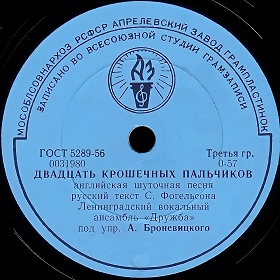 МОСОБЛСОВНАРХОЗ РСФСР АПРЕЛЕВСКИЙ ЗАВОД ГРАМПЛАСТИНОК
ЗАПИСАНО ВО ВСЕСОЮЗНОЙ СТУДИИ ГРАМЗАПИСИ
АЗ
ГОСТ 5289-56 Третья гр.
0031980 0-57
ДВАДЦАТЬ КРОШЕЧНЫХ ПАЛЬЧИКОВ
английская шуточная песня
русский текст С. Фогельсона
Ленинградский вокальный
ансамбль «Дружба»
под упр. А. Броневицкого